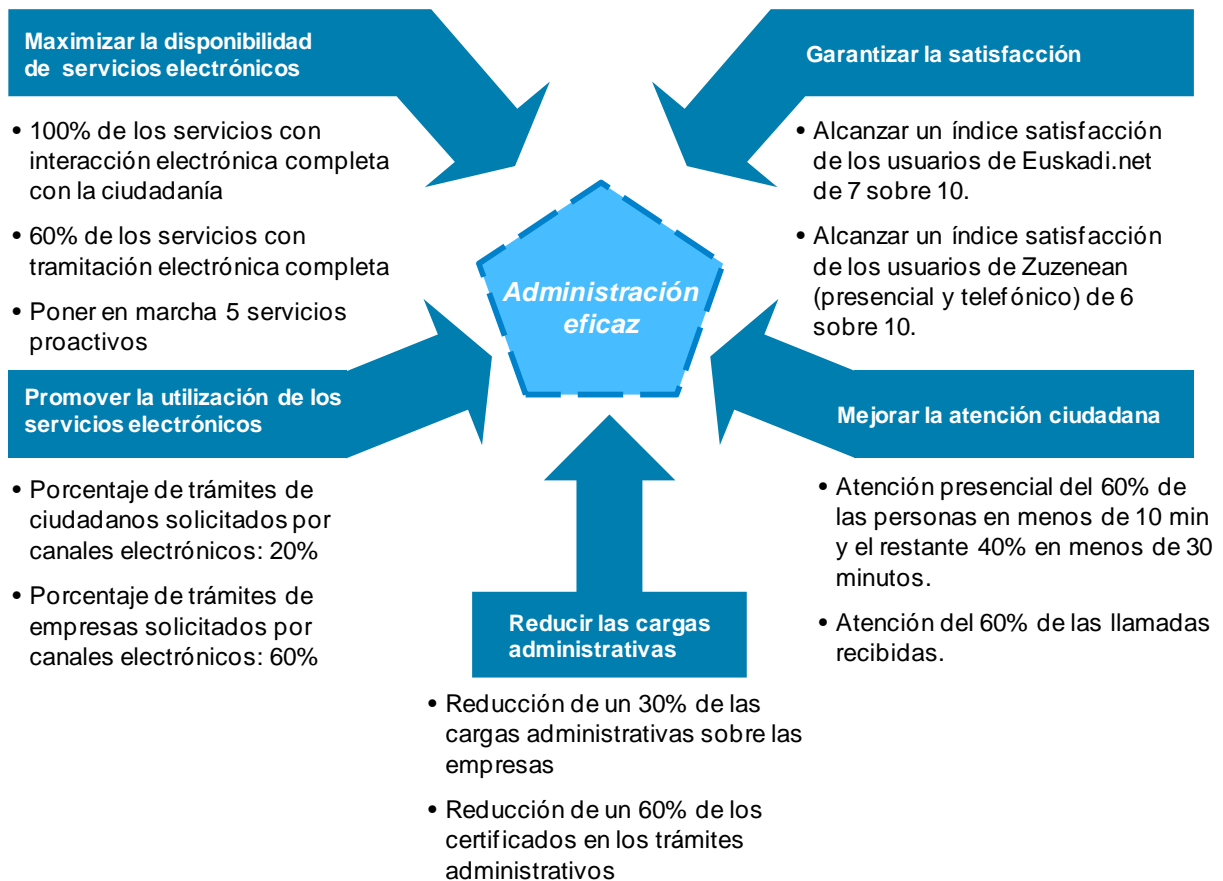 Maximizar la disponibilidad
de servicios electrónicos
• 100% de los servicios con
interacción electrónica completa
con la ciudadanía
• 60% de los servicios con
tramitación electrónica completa
• Poner en marcha 5 servicios
proactivos
Garantizar la satisfacción
• Alcanzar un índice satisfacción
de los usuarios de Euskadi.net
de 7 sobre 10.
• Alcanzar un índice satisfacción
de los usuarios de Zuzenean
(presencial y telefónico) de 6
sobre 10.
Administración
eficaz
Promover la utilización de los
servicios electrónicos
• Porcentaje de trámites de
ciudadanos solicitados por
canales electrónicos: 20%
• Porcentaje de trámites de
empresas solicitados por
canales electrónicos: 60%
Mejorar la atención ciudadana
• Atención presencial del 60% de
las personas en menos de 10 min
y el restante 40% en menos de 30
minutos.
• Atención del 60% de las llamadas
recibidas.
Reducir las cargas
administrativas
• Reducción de un 30% de las
cargas administrativas sobre las
empresas
• Reducción de un 60% de los
certificados en los trámites
administrativos